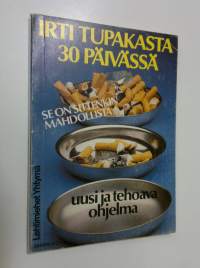 IRTI TUPAKASTA
30 PÄIVÄSSÄ
SE ON SITTENKIN
MAHDOLLISTA
uusi ja tehoava
ohjelma
Lehtimiehet Yhtymä